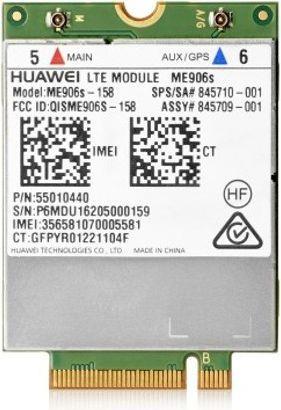 M A/G
5 MAIN AUX/GPS 6
HUAWEI LTE MODULE ME906s
Model:ME906s-158 SPS/SA# 845710-001
FCC ID:QISME906S-158 ASSY# 845709-001
IMEI CT
HF
P/N:55010440
S/N:P6MDU16205000159
IMEI:356581070005581
CT:GFPYR01221104F
HUAWEI TECHNOLOGIES CO., LTD. MADE IN CHINA
B